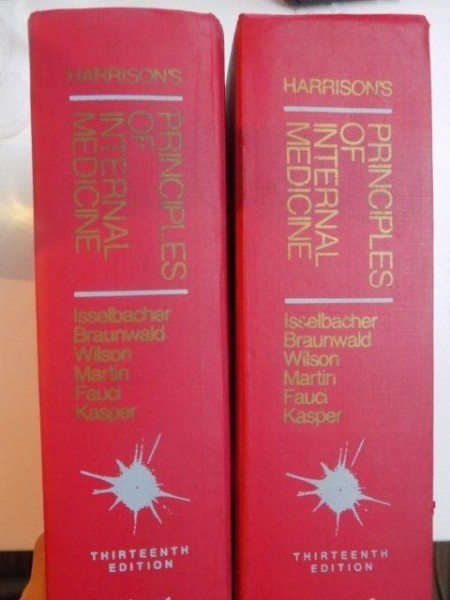 HARRISON'S
PRINCIPLES
OF
INTERNAL
MEDICINE
Isselbacher
Braunwald
Wilson
Martin
Fauci
Kasper
THIRTEENTH
EDITION
HARRISON'S
PRINCIPLES
OF
INTERNAL
MEDICINE
Isselbacher
Braunwald
Wilson
Martin
Fauci
Kasper
THIRTEENTH
EDITION